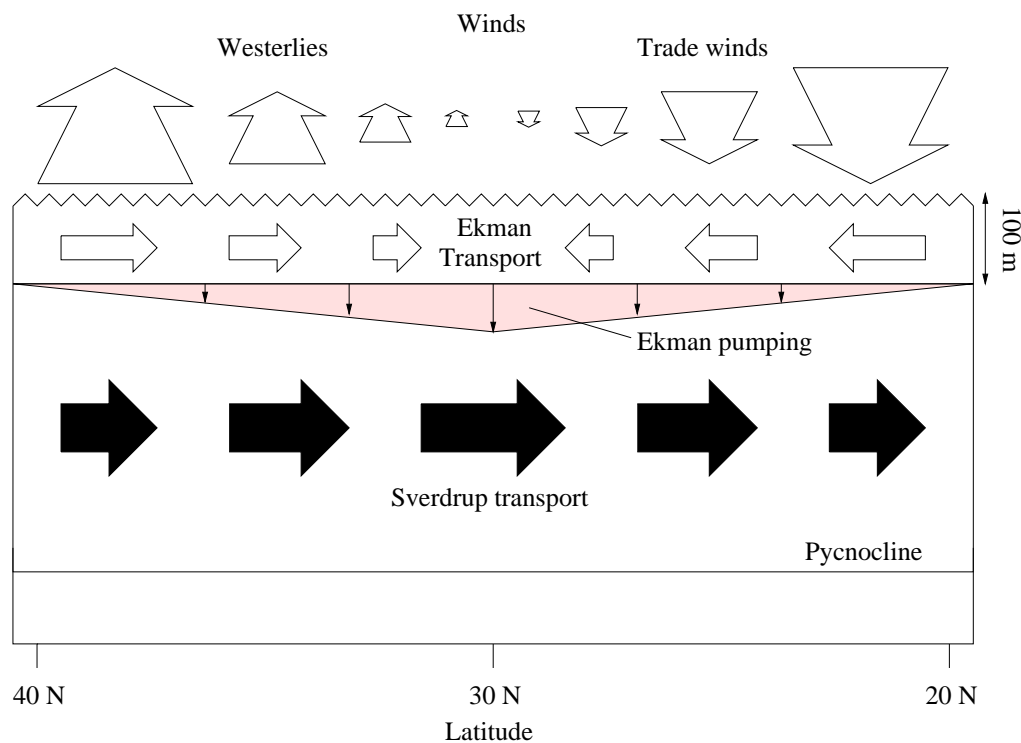 Winds
Westerlies
Trade winds
Ekman
Transport
100 m
Ekman pumping
Sverdrup transport
Pycnocline
40 N
30 N
20 N
Latitude